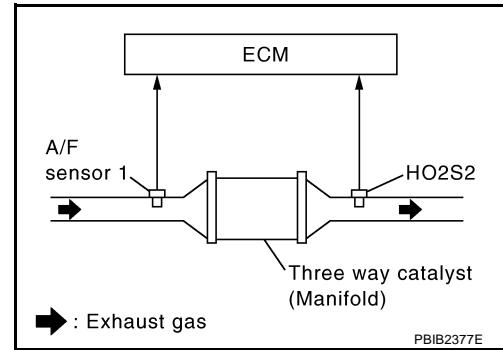 ECM
A/F
sensor 1
HO2S2
Three way catalyst
(Manifold)
: Exhaust gas
PBIB2377E